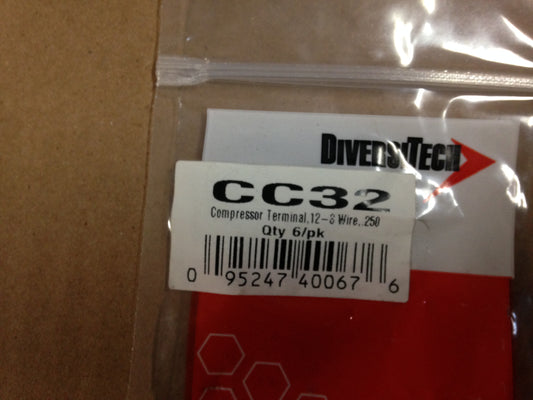 DIVERSITECH
CC32
Compressor Terminal,12-8 Wire,.250
Qty 6/pk
0 95247 40067 6